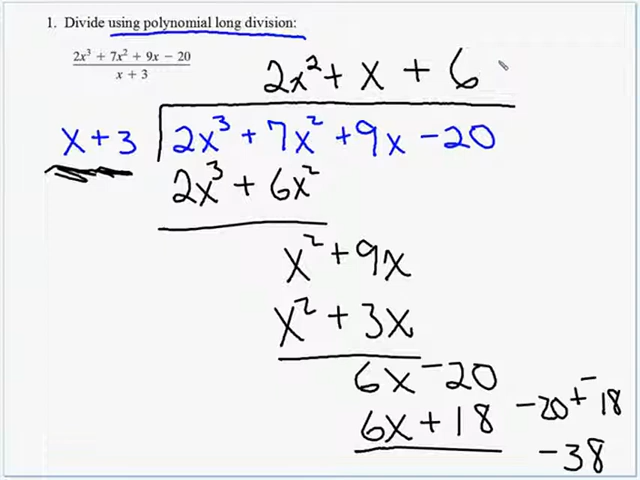 1. Divide using polynomial long division:
2x³ + 7x² + 9x − 20
x + 3
2x² + x + 6
x + 3 2x³ + 7x² + 9x − 20
2x³ + 6x²
x² + 9x
x² + 3x
6x − 20
6x + 18
−20 + −18
−38